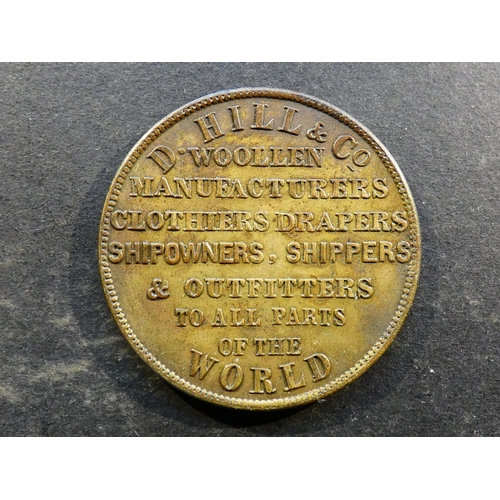 D. HILL & Co.
WOOLLEN
MANUFACTURERS
CLOTHIERS DRAPERS
SHIPOWNERS, SHIPPERS
& OUTFITTERS
TO ALL PARTS
OF THE
WORLD